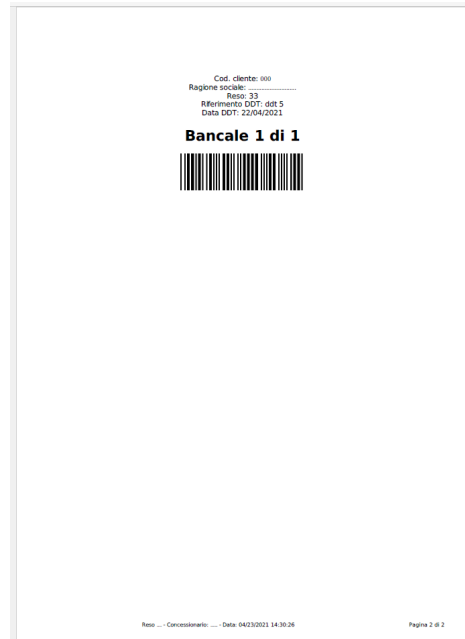 Cod. cliente: 000
Ragione sociale: ........................
Reso: 33
Riferimento DDT: ddt 5
Data DDT: 22/04/2021
Bancale 1 di 1
Reso ... - Concessionario: .... - Data: 04/23/2021 14:30:26
Pagina 2 di 2